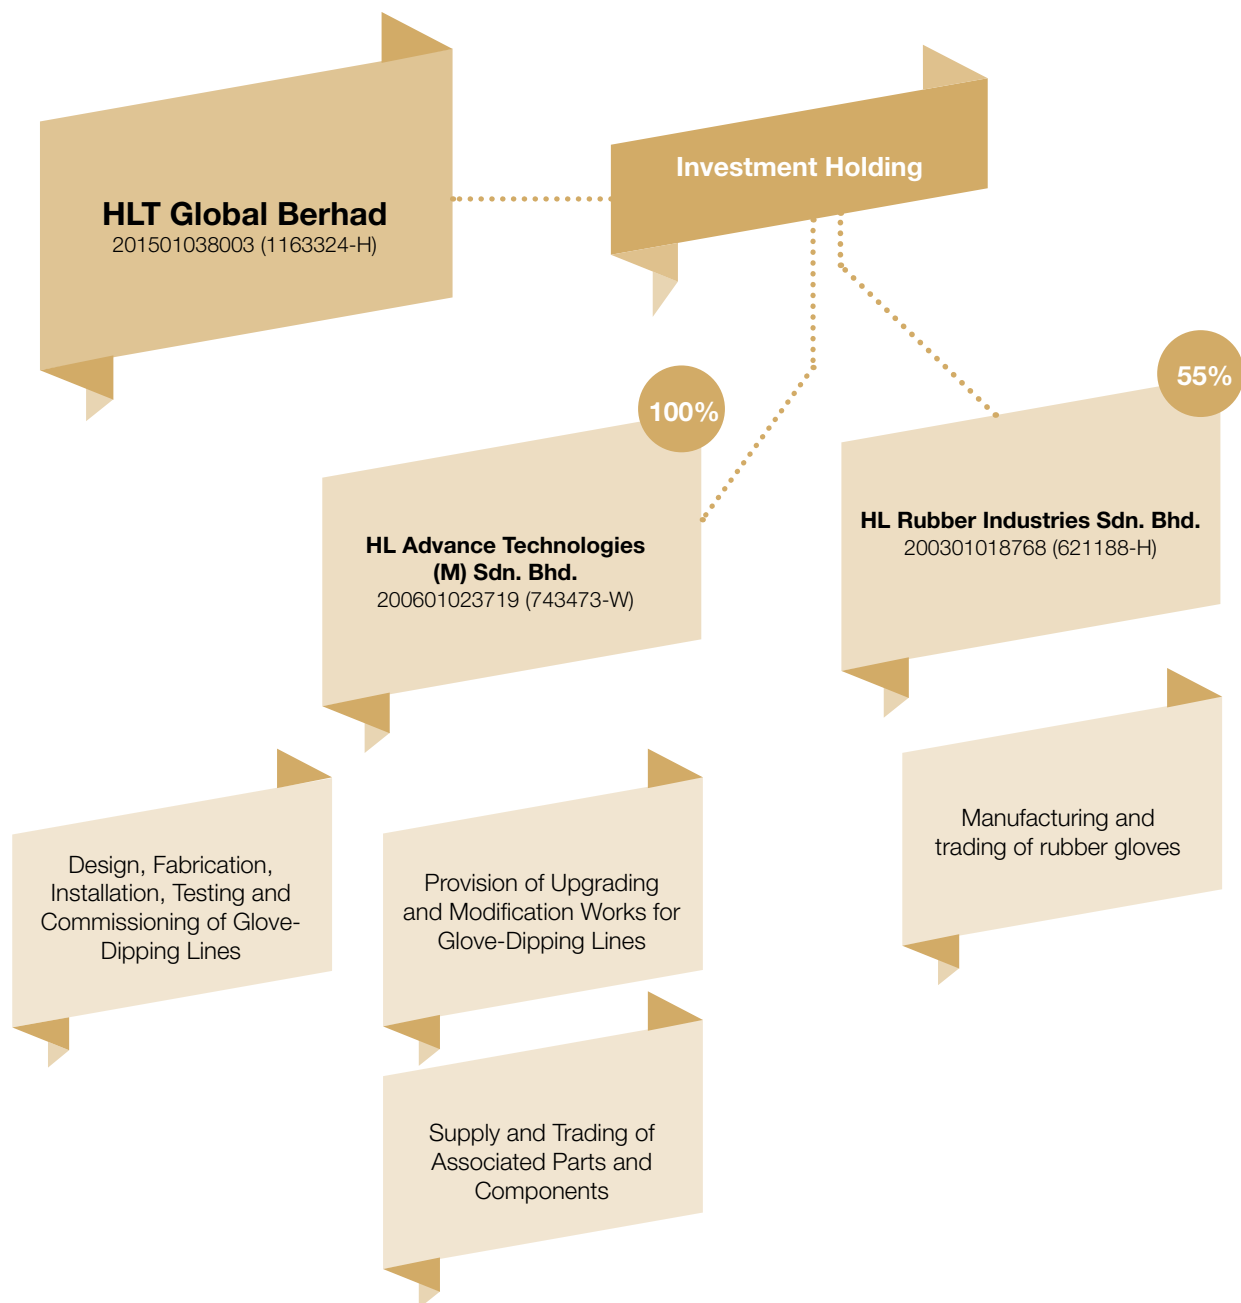 HLT Global Berhad
201501038003 (1163324-H)
Investment Holding
100%
HL Advance Technologies
(M) Sdn. Bhd.
200601023719 (743473-W)
55%
HL Rubber Industries Sdn. Bhd.
200301018768 (621188-H)
Design, Fabrication,
Installation, Testing and
Commissioning of Glove-
Dipping Lines
Provision of Upgrading
and Modification Works for
Glove-Dipping Lines
Supply and Trading of
Associated Parts and
Components
Manufacturing and
trading of rubber gloves